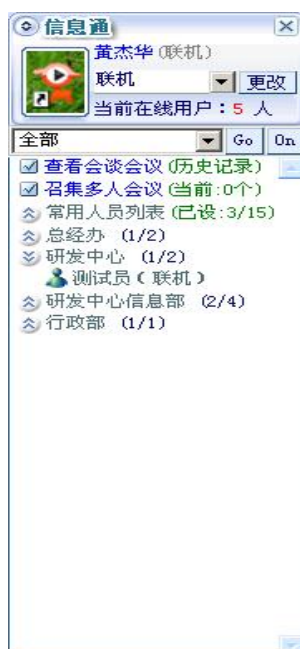 信息通
黄杰华(联机)
联机 更改
当前在线用户：5 人
全部 Go On
查看会谈会议(历史记录)
召集多人会议(当前:0个)
常用人员列表(已设:3/15)
总经办 (1/2)
研发中心 (1/2)
测试员(联机)
研发中心信息部 (2/4)
行政部 (1/1)